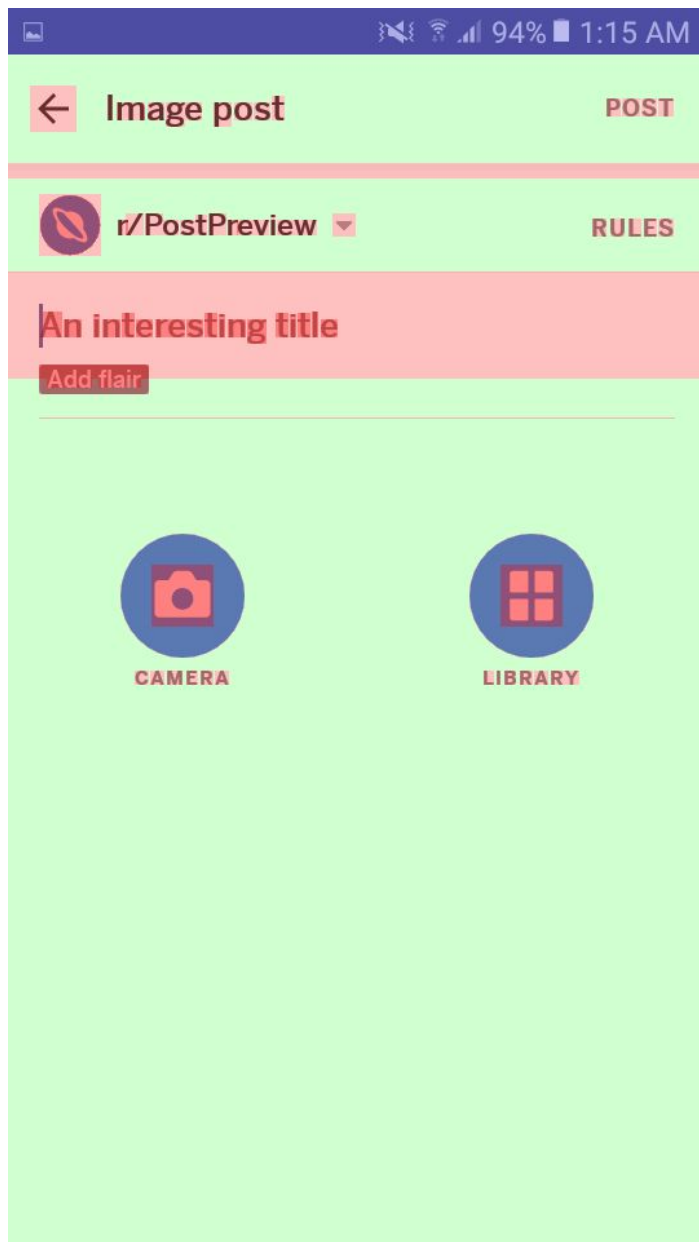 94% 1:15 AM
Image post POST
r/PostPreview RULES
An interesting title
Add flair
CAMERA LIBRARY